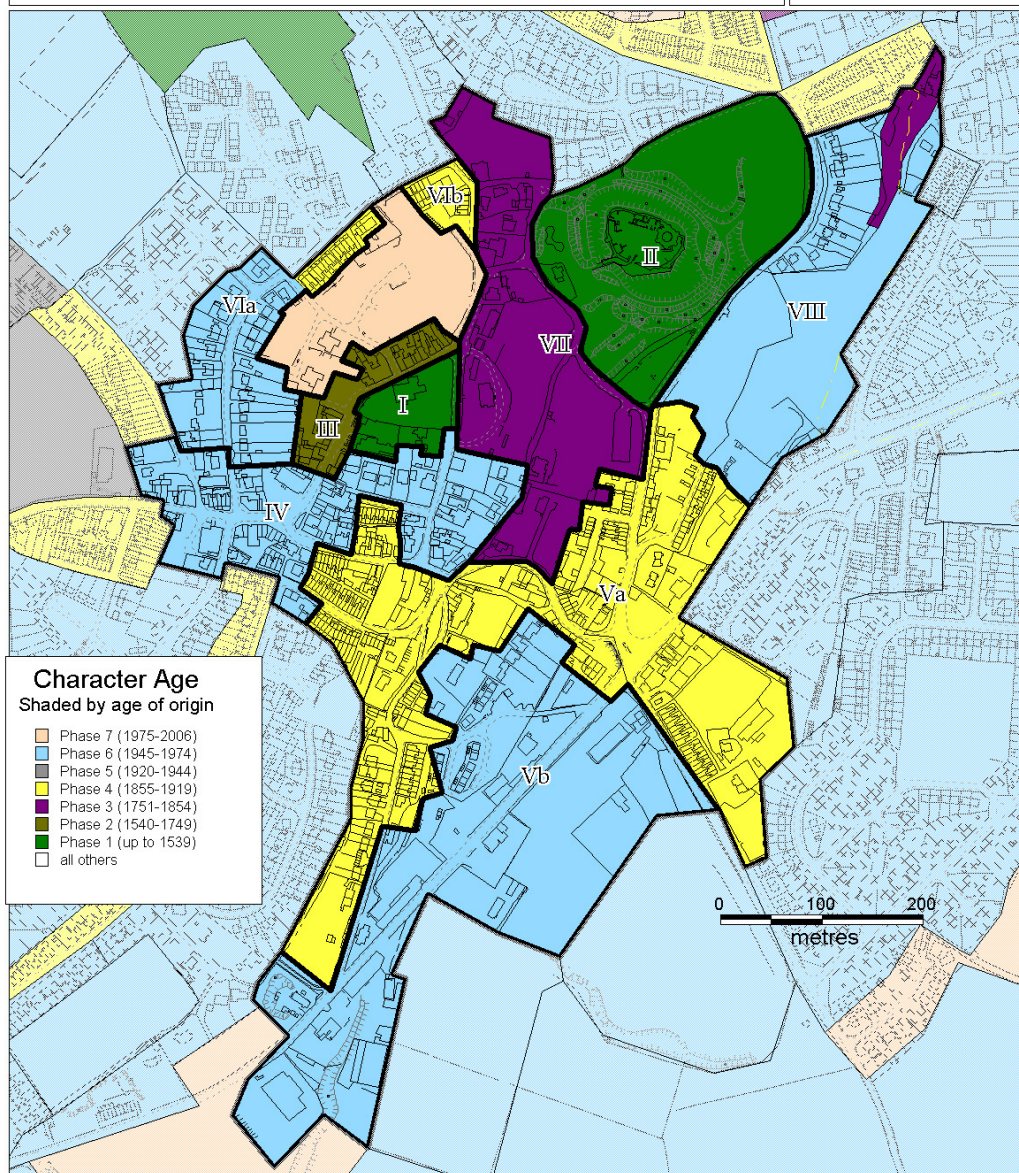 VIb
II
VIa
VIII
VII
I
III
IV
Va
Character Age
Shaded by age of origin
Phase 7 (1975-2006)
Phase 6 (1945-1974)
Phase 5 (1920-1944)
Phase 4 (1855-1919)
Phase 3 (1751-1854)
Phase 2 (1540-1749)
Phase 1 (up to 1539)
all others
Vb
0 100 200
metres